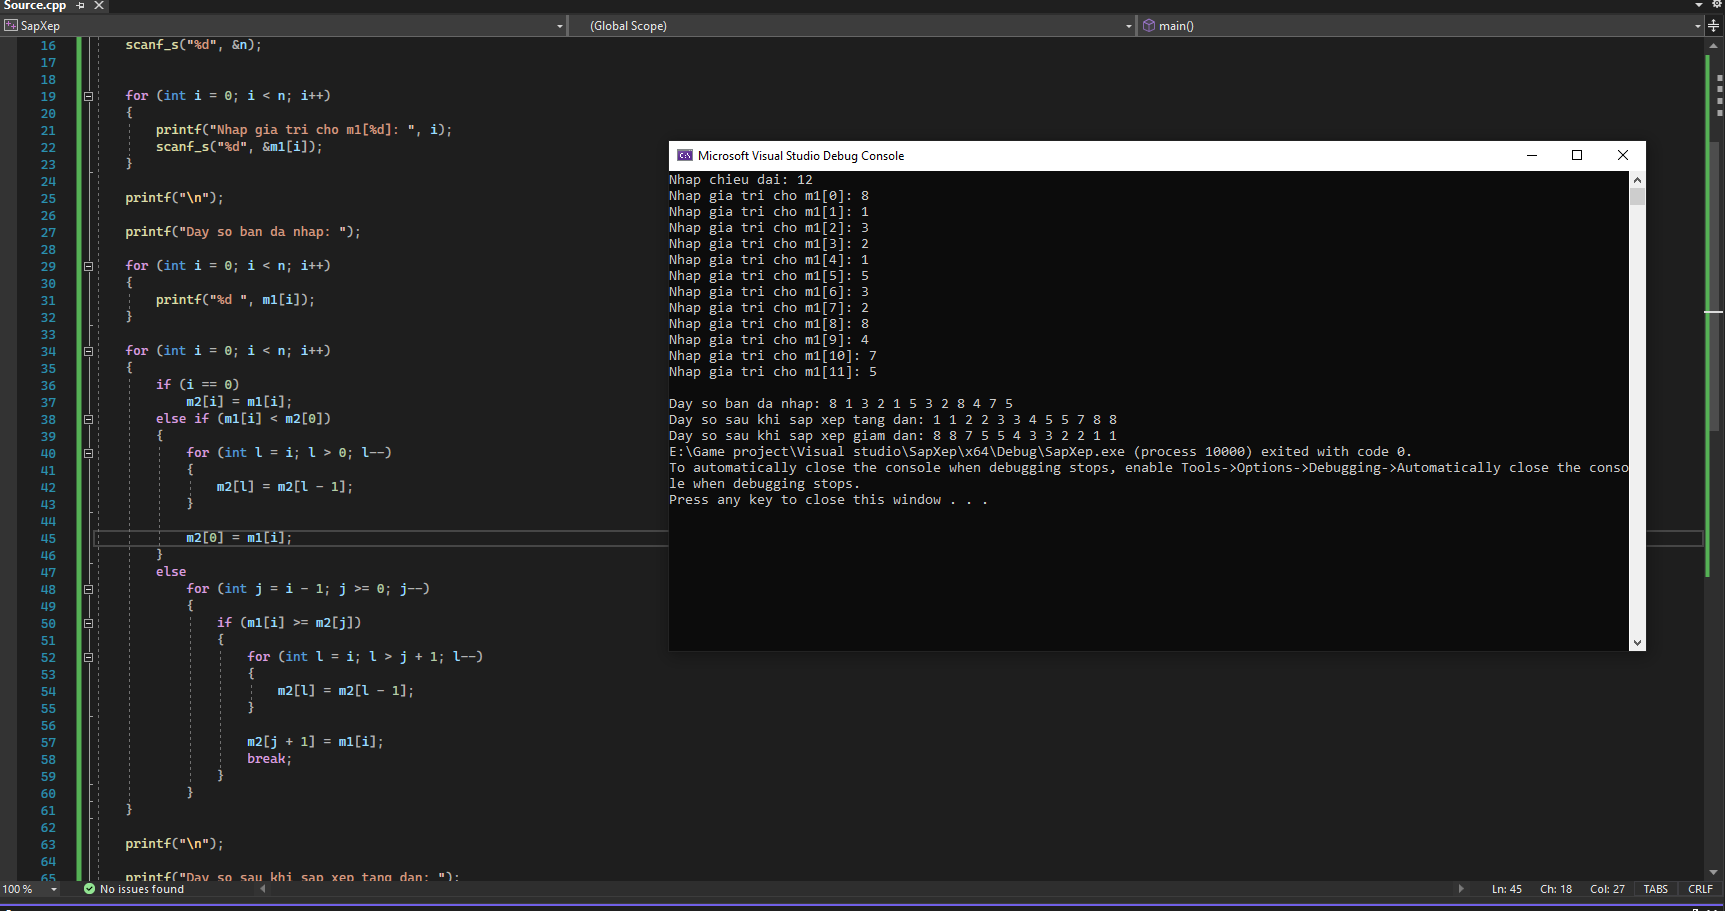 Source.cpp
SapXep (Global Scope) main()
16 scanf_s("%d", &n);
17
18
19 for (int i = 0; i < n; i++)
20 {
21 printf("Nhap gia tri cho m1[%d]: ", i);
22 scanf_s("%d", &m1[i]);
23 }
24
25 printf("\n");
26
27 printf("Day so ban da nhap: ");
28
29 for (int i = 0; i < n; i++)
30 {
31 printf("%d ", m1[i]);
32 }
33
34 for (int i = 0; i < n; i++)
35 {
36 if (i == 0)
37 m2[i] = m1[i];
38 else if (m1[i] < m2[0])
39 {
40 for (int l = i; l > 0; l--)
41 {
42 m2[l] = m2[l - 1];
43 }
44
45 m2[0] = m1[i];
46 }
47 else
48 for (int j = i - 1; j >= 0; j--)
49 {
50 if (m1[i] >= m2[j])
51 {
52 for (int l = i; l > j + 1; l--)
53 {
54 m2[l] = m2[l - 1];
55 }
56
57 m2[j + 1] = m1[i];
58 break;
59 }
60 }
61 }
62
63 printf("\n");
64
65 printf("Day so sau khi sap xep tang dan: ");
Microsoft Visual Studio Debug Console
Nhap chieu dai: 12
Nhap gia tri cho m1[0]: 8
Nhap gia tri cho m1[1]: 1
Nhap gia tri cho m1[2]: 3
Nhap gia tri cho m1[3]: 2
Nhap gia tri cho m1[4]: 1
Nhap gia tri cho m1[5]: 5
Nhap gia tri cho m1[6]: 3
Nhap gia tri cho m1[7]: 2
Nhap gia tri cho m1[8]: 8
Nhap gia tri cho m1[9]: 4
Nhap gia tri cho m1[10]: 7
Nhap gia tri cho m1[11]: 5
Day so ban da nhap: 8 1 3 2 1 5 3 2 8 4 7 5
Day so sau khi sap xep tang dan: 1 1 2 2 3 3 4 5 5 7 8 8
Day so sau khi sap xep giam dan: 8 8 7 5 5 4 3 3 2 2 1 1
E:\Game project\Visual studio\SapXep\x64\Debug\SapXep.exe (process 10000) exited with code 0.
To automatically close the console when debugging stops, enable Tools->Options->Debugging->Automatically close the conso
le when debugging stops.
Press any key to close this window . . .
100 % No issues found Ln: 45 Ch: 18 Col: 27 TABS CRLF